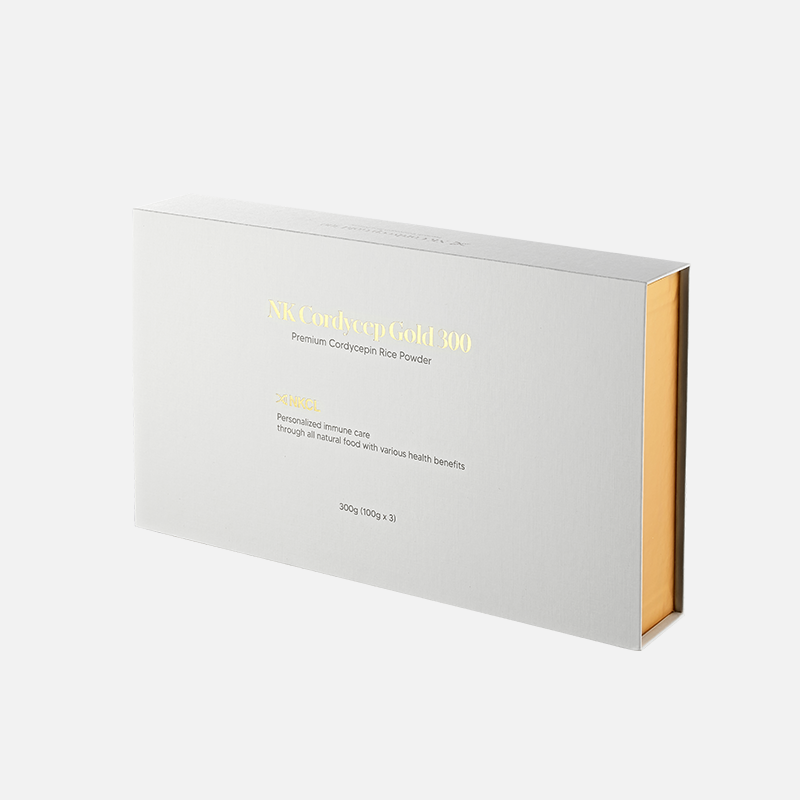 NK Cordycep Gold 300
Premium Cordycepin Rice Powder
Personalized immune care
through all natural food with various health benefits
300g (100g x 3)